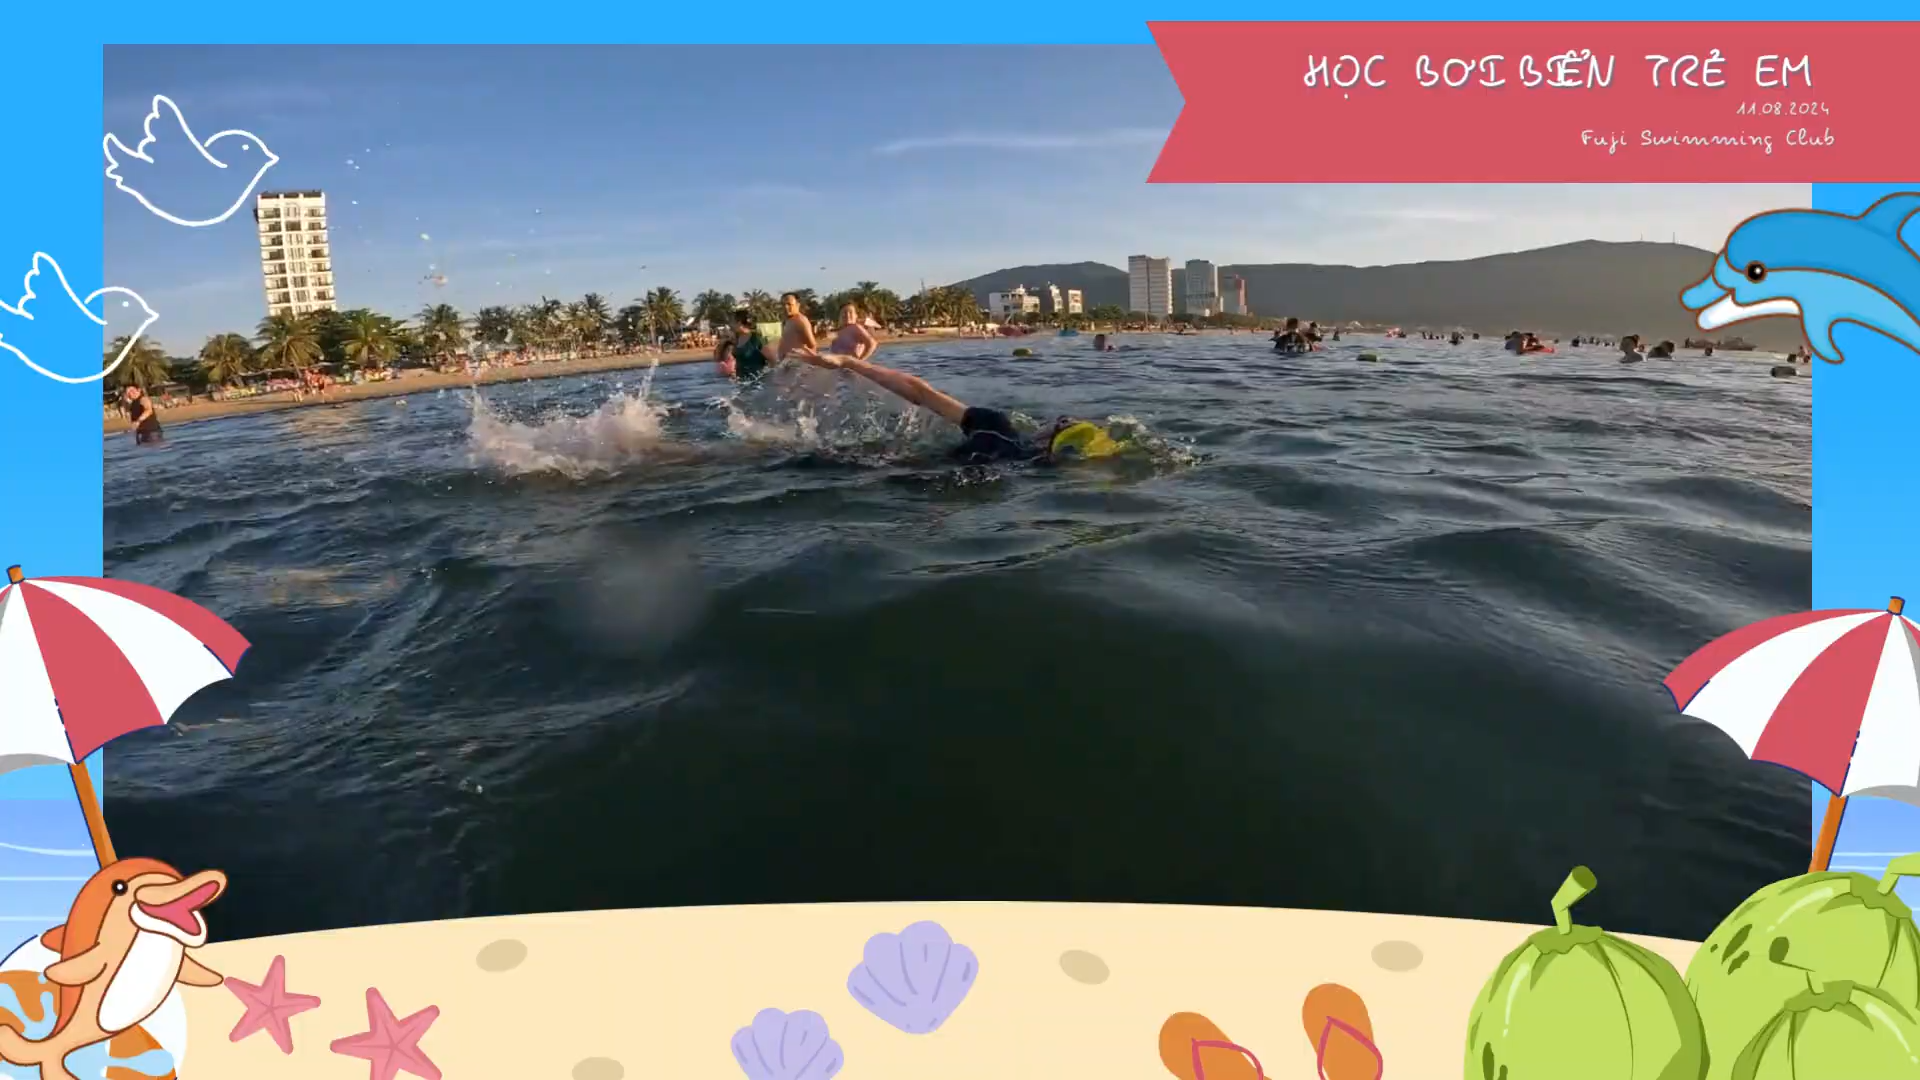 HỌC BƠI BIỂN TRẺ EM
11.08.2024
Fuji Swimming Club